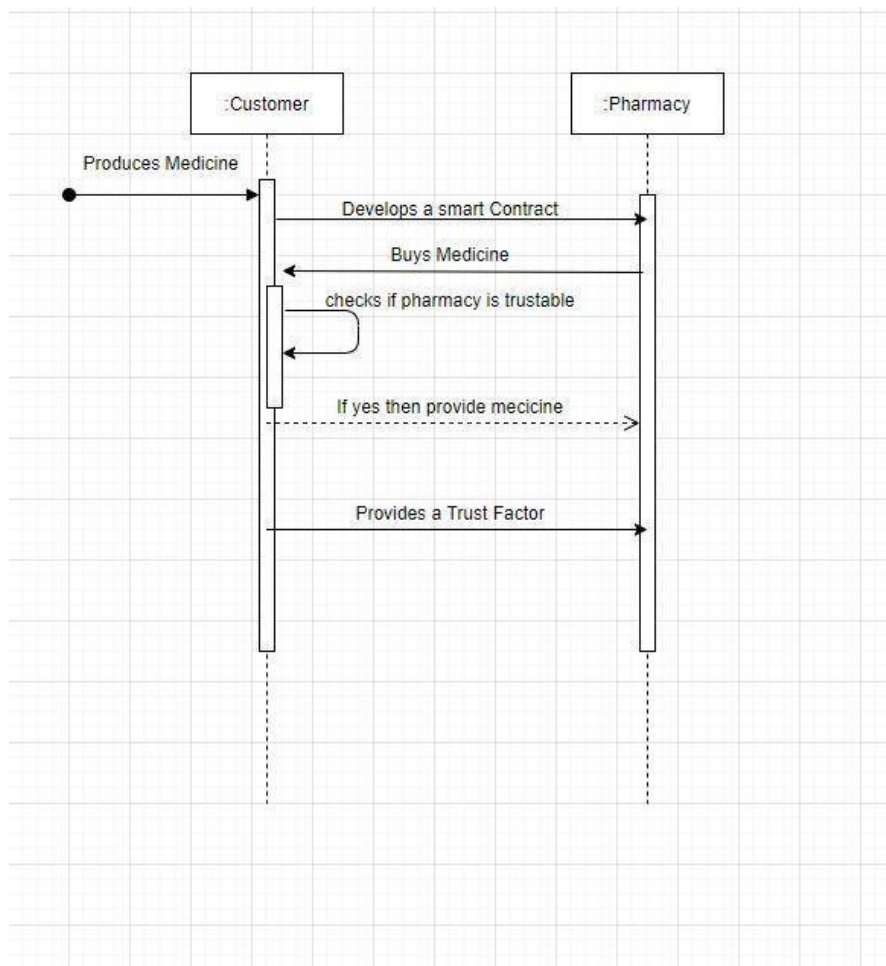 :Customer
:Pharmacy
Produces Medicine
Develops a smart Contract
Buys Medicine
checks if pharmacy is trustable
If yes then provide mecicine
Provides a Trust Factor